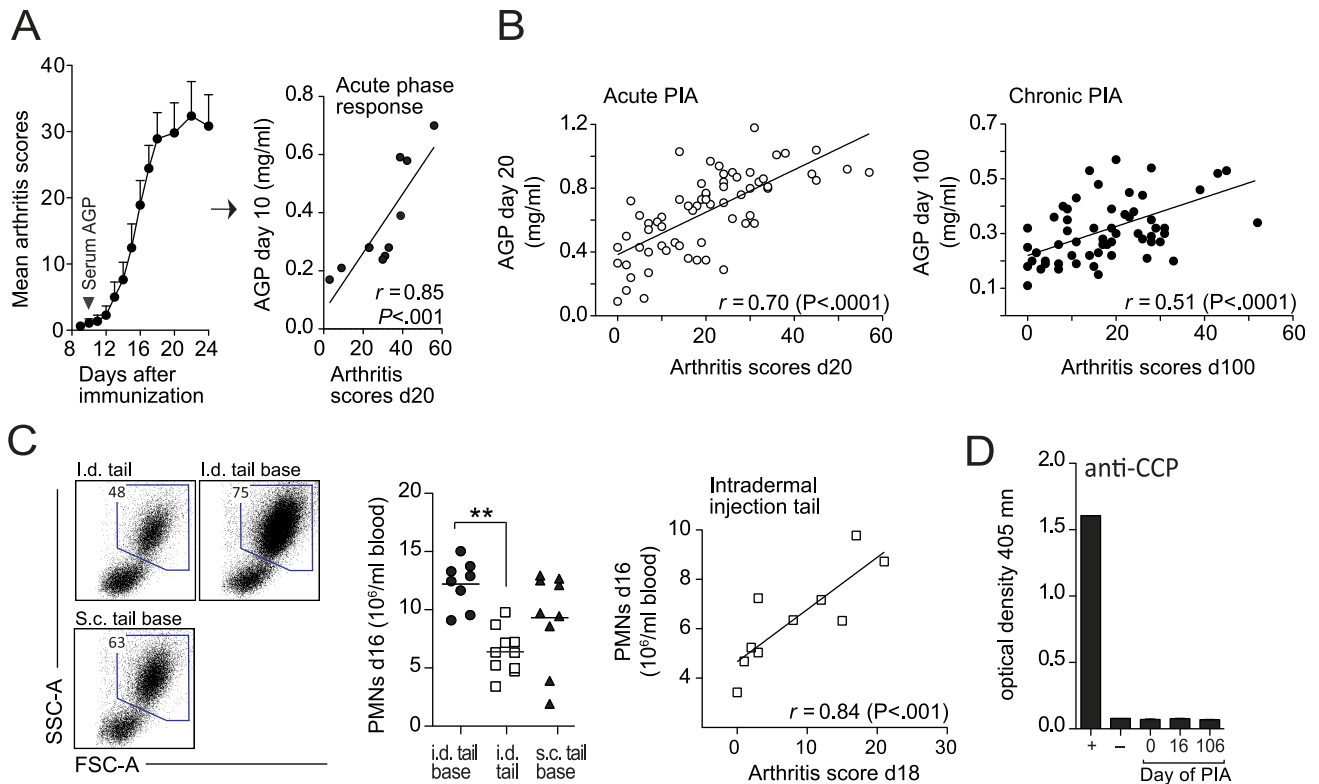 A
Mean arthritis scores
40
30
20
10
0
8 12 16 20 24
Serum AGP
Days after
immunization
Acute phase
response
AGP day 10 (mg/ml)
0.8
0.6
0.4
0.2
0.0
0 20 40 60
r = 0.85
P<.001
Arthritis
scores d20
B
Acute PIA
AGP day 20
(mg/ml)
1.2
0.8
0.4
0.0
0 20 40 60
r = 0.70 (P<.0001)
Arthritis scores d20
Chronic PIA
AGP day 100
(mg/ml)
0.7
0.5
0.3
0.1
0 20 40 60
r = 0.51 (P<.0001)
Arthritis scores d100
C
I.d. tail
48
I.d. tail base
75
S.c. tail base
63
SSC-A
FSC-A
PMNs d16 (10⁶/ml blood)
20
15
10
5
0
**
i.d. tail
base
i.d.
tail
s.c. tail
base
Intradermal
injection tail
PMNs d16
(10⁶/ml blood)
10
8
6
4
0 10 20 30
r = 0.84 (P<.001)
Arthritis score d18
D
anti-CCP
optical density 405 mn
2.0
1.5
1.0
0.5
0.0
+ – 0 16 106
Day of PIA